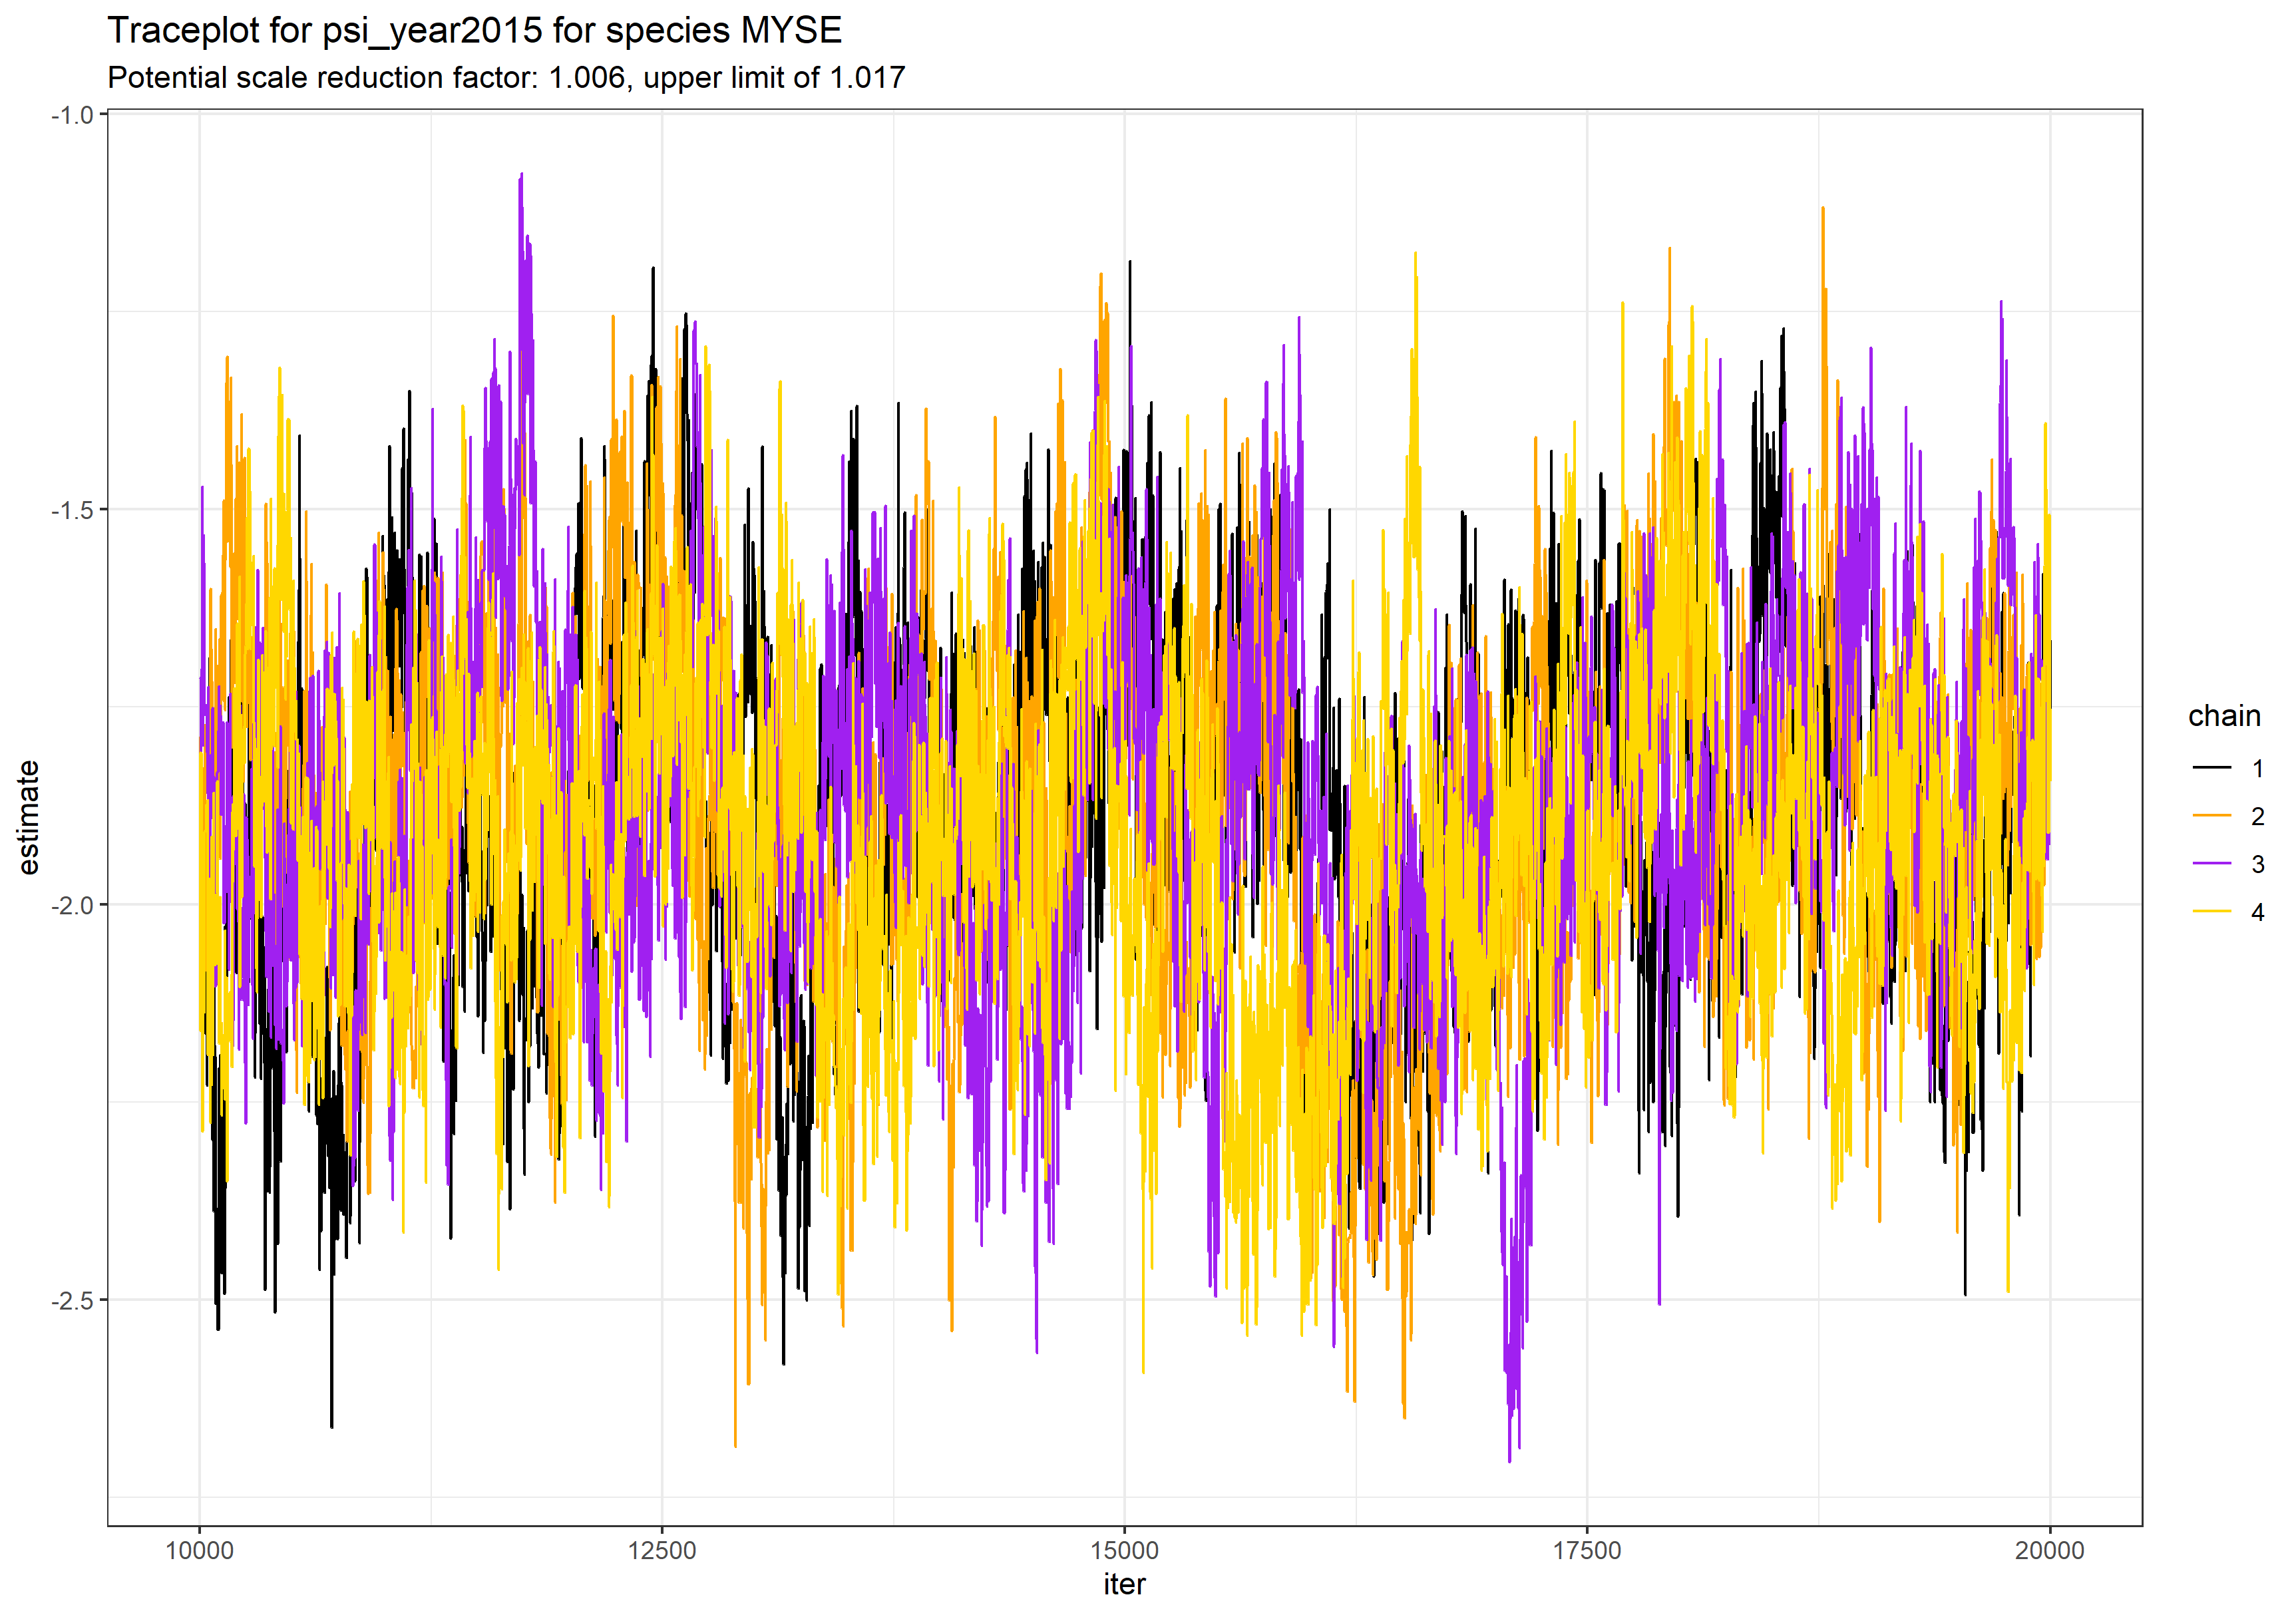 Traceplot for psi_year2015 for species MYSE
Potential scale reduction factor: 1.006, upper limit of 1.017
-1.0
-1.5
-2.0
-2.5
estimate
10000
12500
15000
17500
20000
iter
chain
1
2
3
4